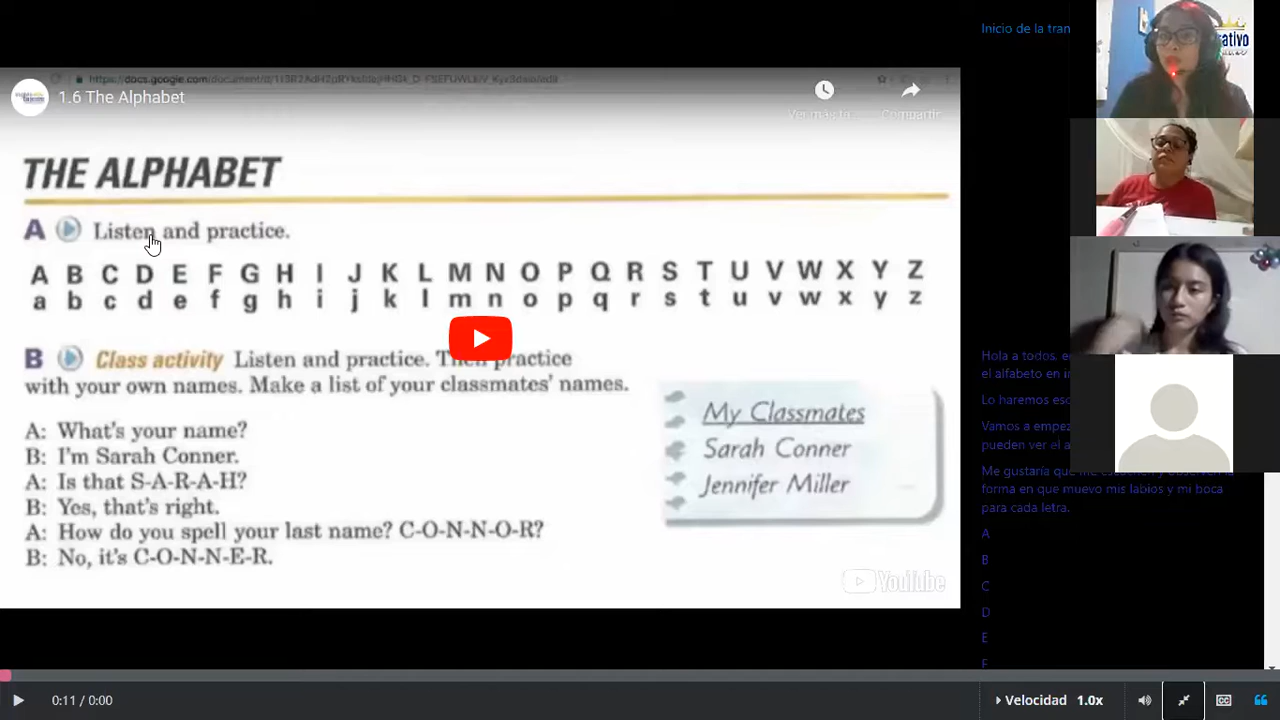 1.6 The Alphabet
Compartir
THE ALPHABET
A Listen and practice.
A B C D E F G H I J K L M N O P Q R S T U V W X Y Z
a b c d e f g h i j k l m n o p q r s t u v w x y z
B Class activity Listen and practice. Then practice
with your own names. Make a list of your classmates' names.
A: What's your name?
B: I'm Sarah Conner.
A: Is that S-A-R-A-H?
B: Yes, that's right.
A: How do you spell your last name? C-O-N-N-O-R?
B: No, it's C-O-N-N-E-R.
My Classmates
Sarah Conner
Jennifer Miller
YouTube
Inicio de la tran
Hola a todos,
el alfabeto en
Lo haremos
Vamos a empez
pueden ver el a
Me gustaría que me
forma en que muevo mis labios y mi boca
para cada letra.
A
B
C
D
E
0:11 / 0:00
Velocidad 1.0x
CC